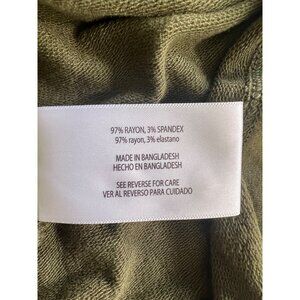 97% RAYON, 3% SPANDEX
97% rayon, 3% elastano
MADE IN BANGLADESH
HECHO EN BANGLADESH
SEE REVERSE FOR CARE
VER AL REVERSO PARA CUIDADO